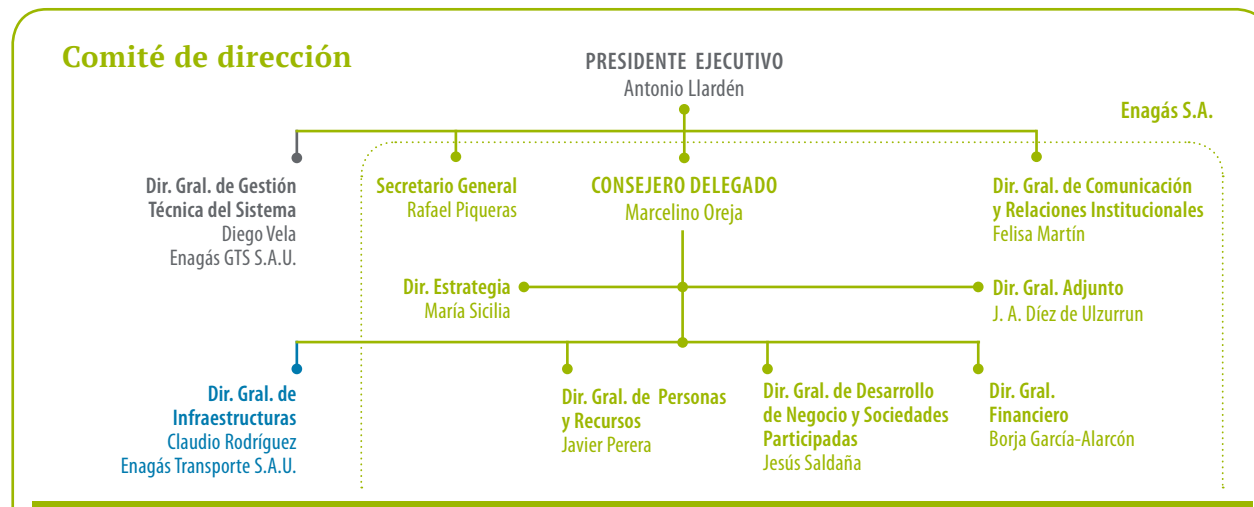 Comité de dirección
PRESIDENTE EJECUTIVO
Antonio Llardén
Enagás S.A.
Dir. Gral. de Gestión
Técnica del Sistema
Diego Vela
Enagás GTS S.A.U.
Secretario General
Rafael Piqueras
CONSEJERO DELEGADO
Marcelino Oreja
Dir. Gral. de Comunicación
y Relaciones Institucionales
Felisa Martín
Dir. Estrategia
María Sicilia
Dir. Gral. Adjunto
J. A. Díez de Ulzurrun
Dir. Gral. de
Infraestructuras
Claudio Rodríguez
Enagás Transporte S.A.U.
Dir. Gral. de Personas
y Recursos
Javier Perera
Dir. Gral. de Desarrollo
de Negocio y Sociedades
Participadas
Jesús Saldaña
Dir. Gral.
Financiero
Borja García-Alarcón